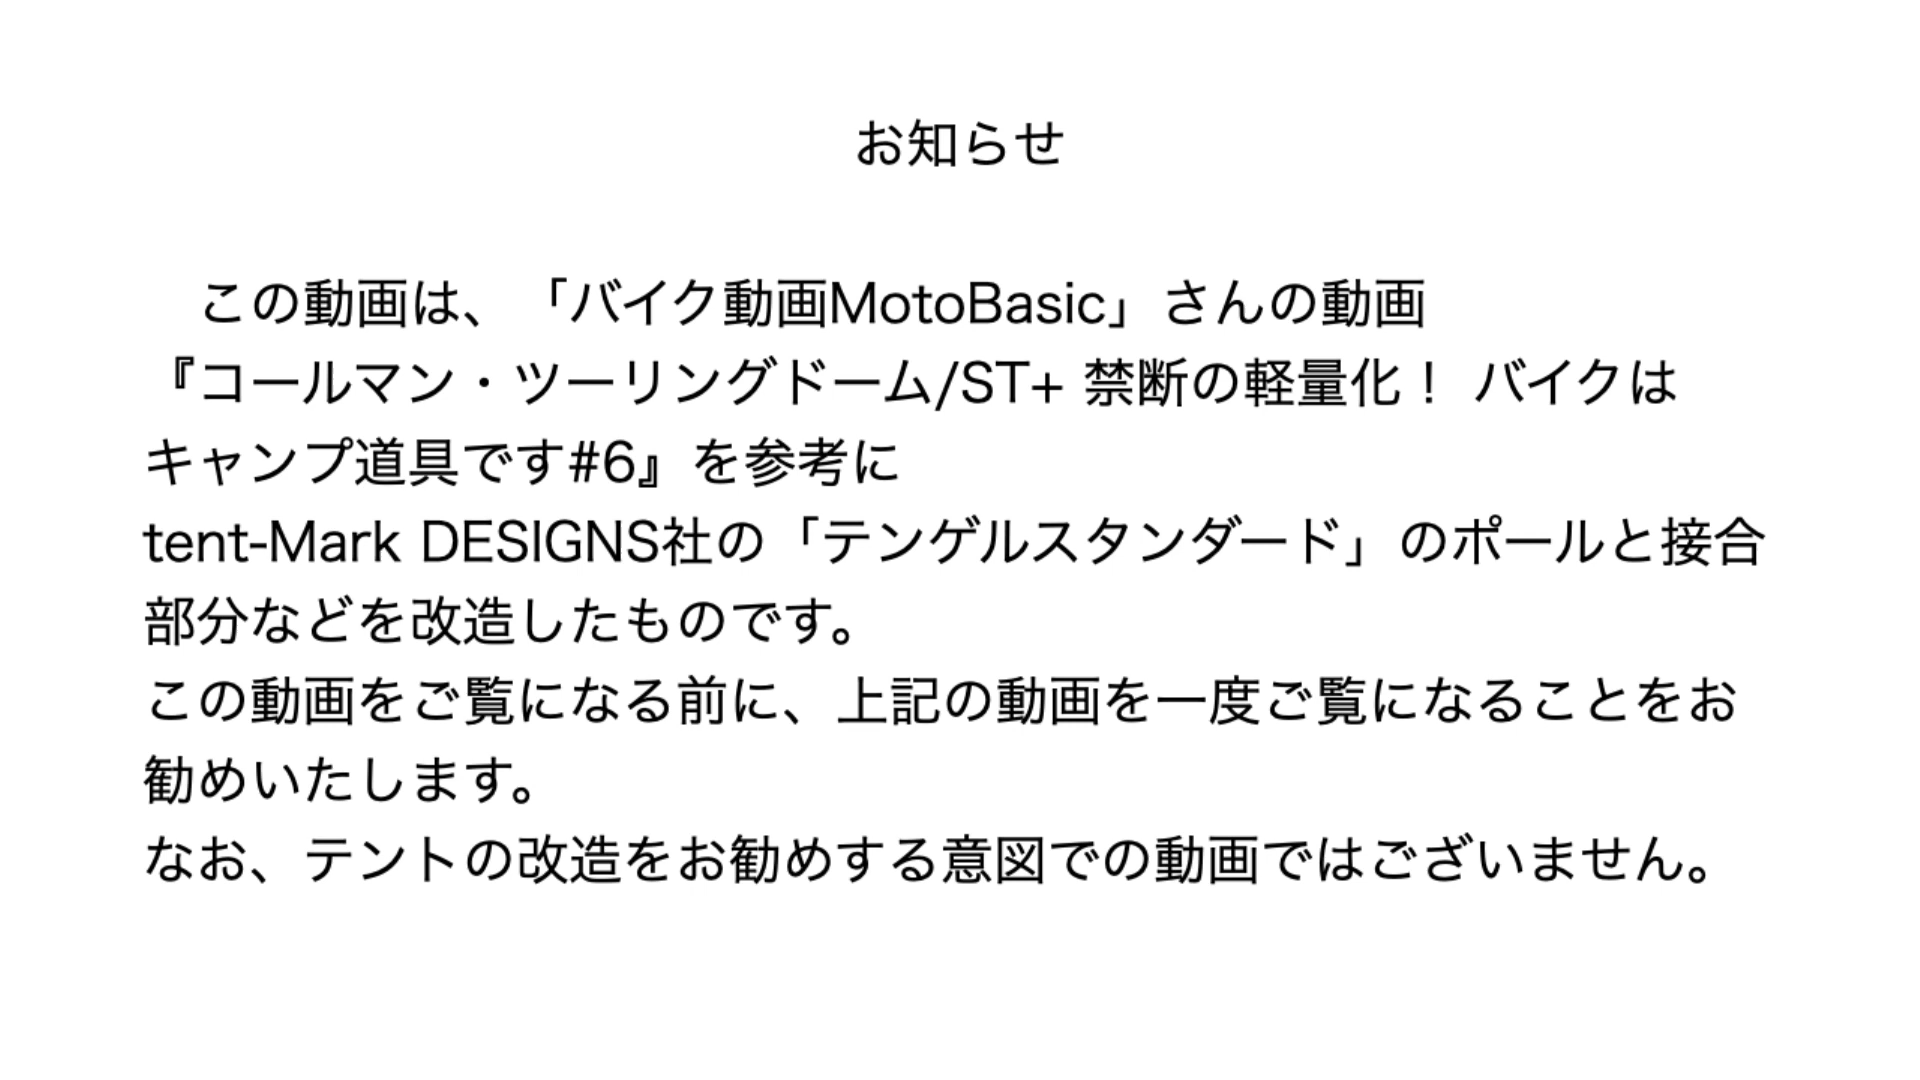 お知らせ
この動画は、「バイク動画MotoBasic」さんの動画
『コールマン・ツーリングドーム/ST+ 禁断の軽量化！ バイクは
キャンプ道具です#6』を参考に
tent-Mark DESIGNS社の「テンゲルスタンダード」のポールと接合
部分などを改造したものです。
この動画をご覧になる前に、上記の動画を一度ご覧になることをお
勧めいたします。
なお、テントの改造をお勧めする意図での動画ではございません。